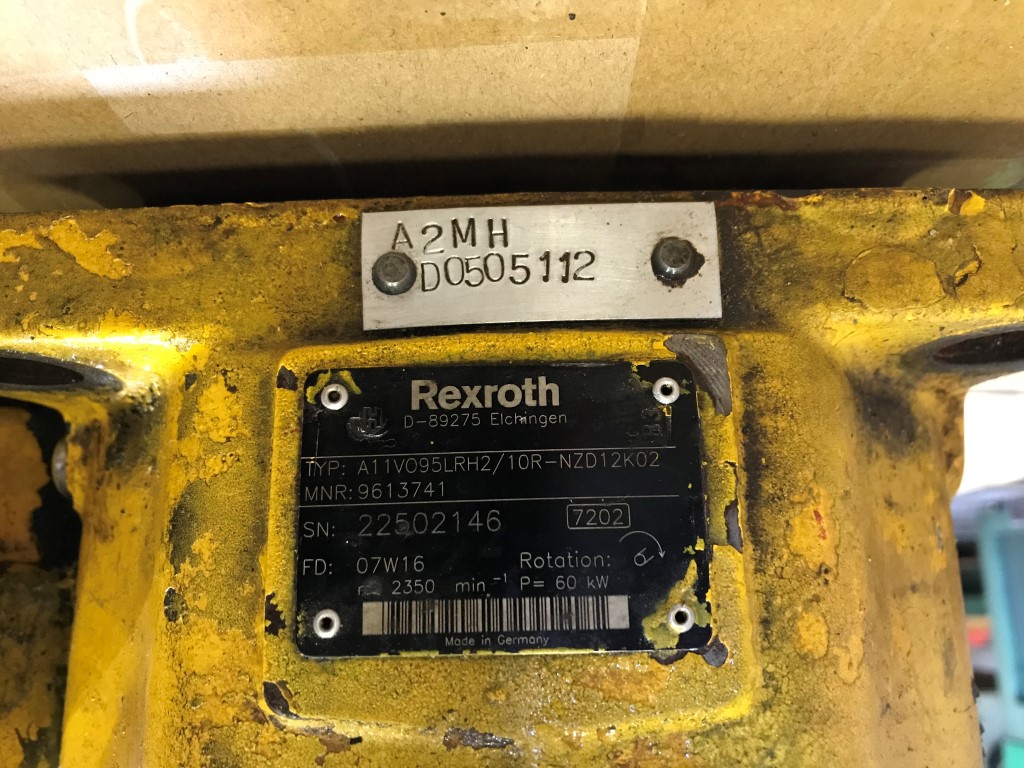 A2MH
D0505112
Rexroth
D-89275 Elchingen
TYP: A11VO95LRH2/10R-NZD12K02
MNR: 9613741
SN: 22502146 7202
FD: 07W16 Rotation:
2350 min⁻¹ P= 60 kW
Made in Germany